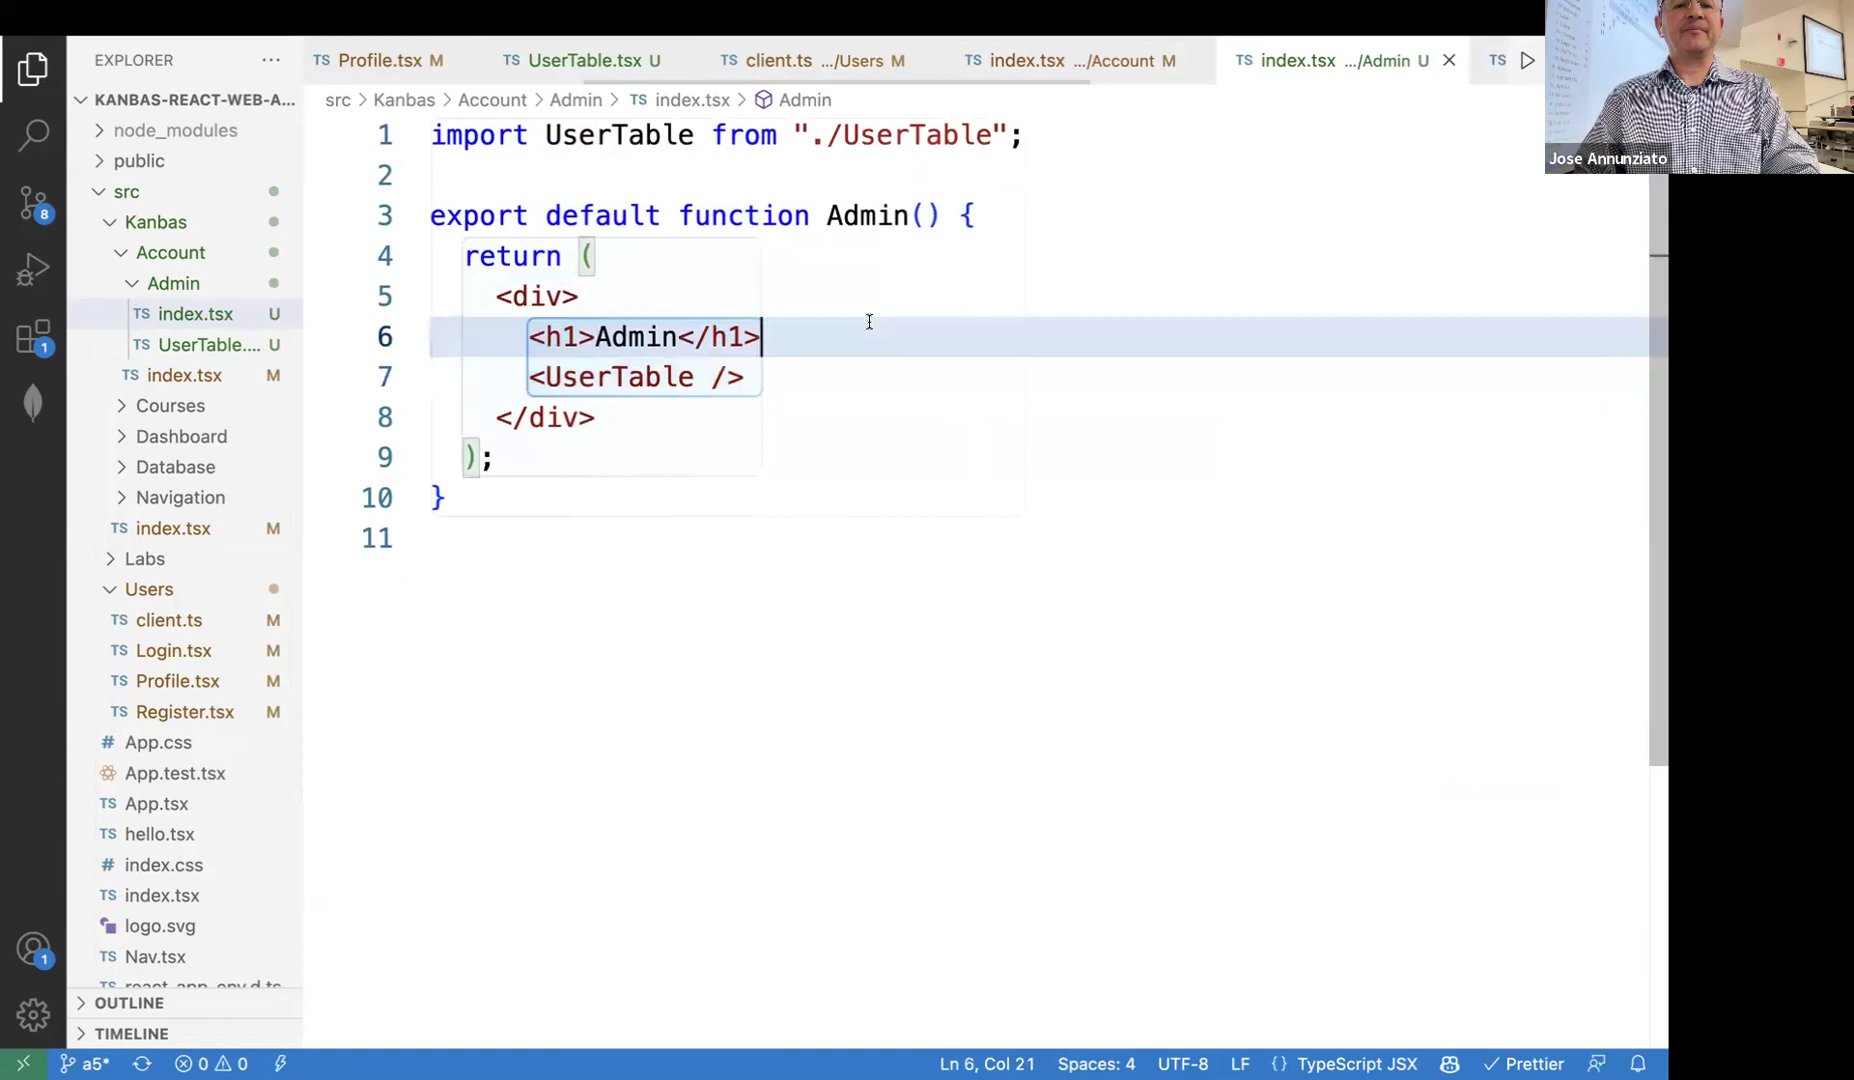 EXPLORER
KANBAS-REACT-WEB-A...
node_modules
public
src
Kanbas
Account
Admin
TS index.tsx U
TS UserTable.... U
TS index.tsx M
Courses
Dashboard
Database
Navigation
TS index.tsx M
Labs
Users
TS client.ts M
TS Login.tsx M
TS Profile.tsx M
TS Register.tsx M
# App.css
App.test.tsx
TS App.tsx
TS hello.tsx
# index.css
TS index.tsx
logo.svg
TS Nav.tsx
OUTLINE
TIMELINE
8
1
1
TS Profile.tsx M
TS UserTable.tsx U
TS client.ts .../Users M
TS index.tsx .../Account M
TS index.tsx .../Admin U
TS
src > Kanbas > Account > Admin > TS index.tsx > Admin
1 import UserTable from "./UserTable";
2
3 export default function Admin() {
4 return (
5 <div>
6 <h1>Admin</h1>
7 <UserTable />
8 </div>
9 );
10 }
11
Jose Annunziato
a5* 0 0 Ln 6, Col 21 Spaces: 4 UTF-8 LF {} TypeScript JSX Prettier